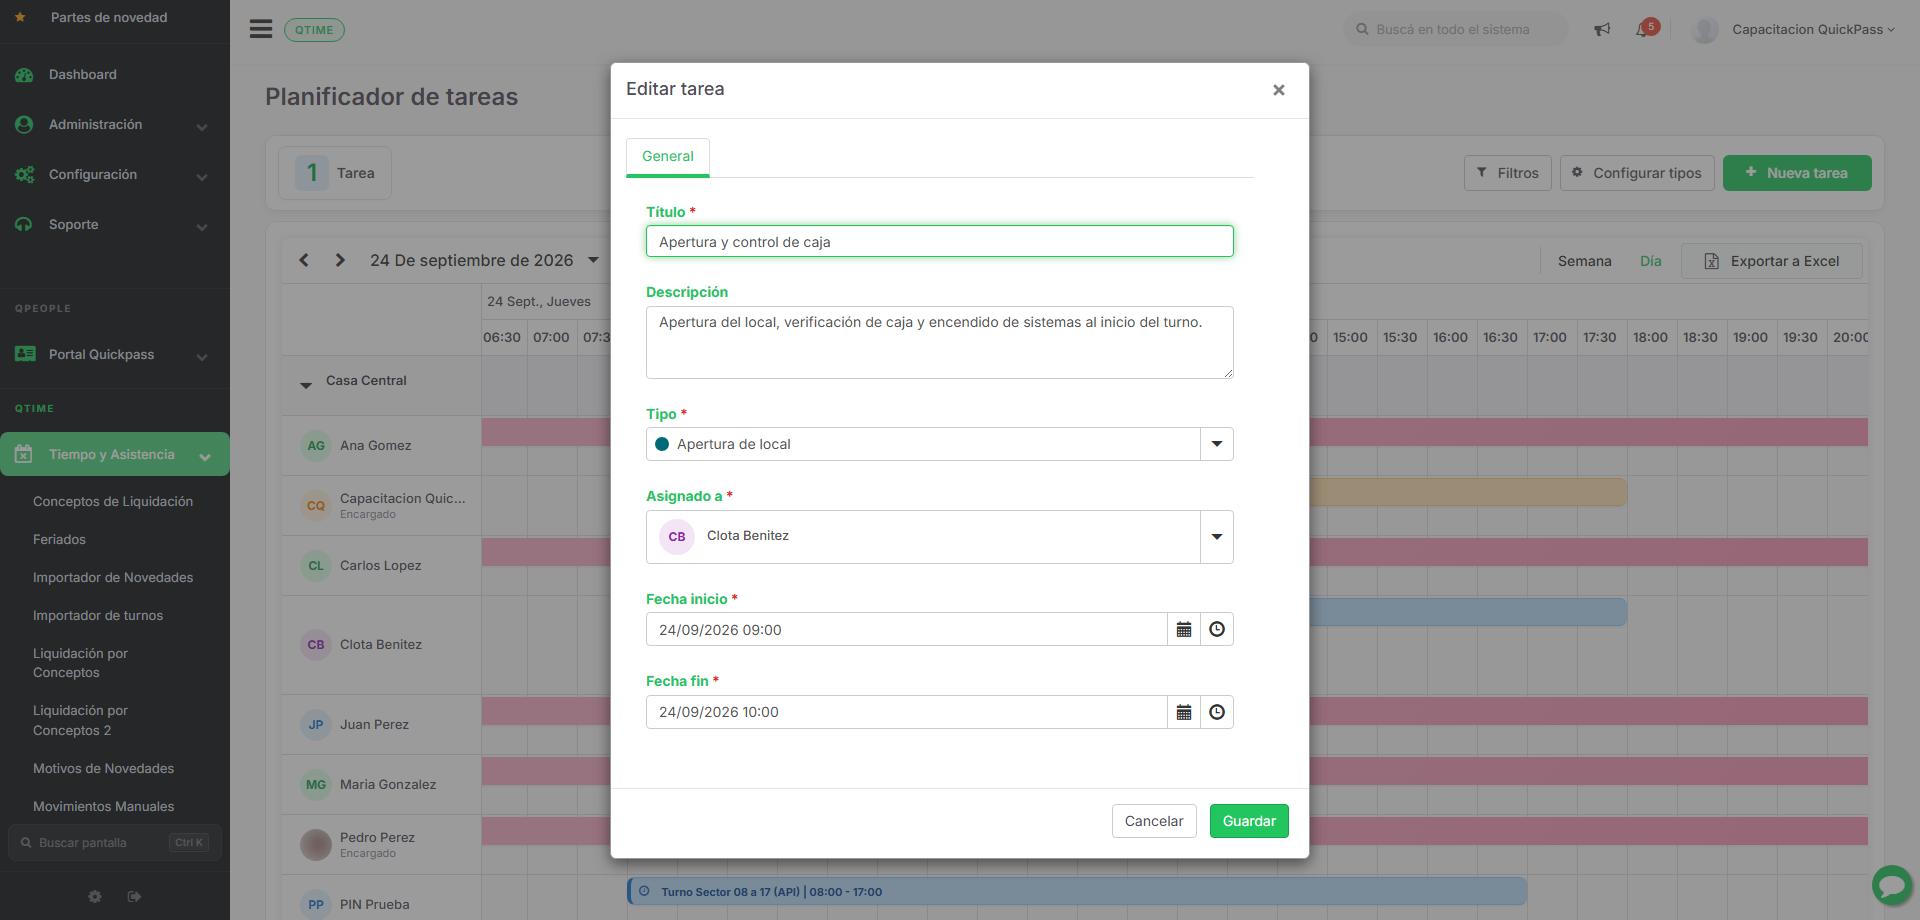 Partes de novedad
Dashboard
Administración
Configuración
Soporte
QPEOPLE
Portal Quickpass
QTIME
Tiempo y Asistencia
Conceptos de Liquidación
Feriados
Importador de Novedades
Importador de turnos
Liquidación por
Conceptos
Liquidación por
Conceptos 2
Motivos de Novedades
Movimientos Manuales
Buscar pantalla
Ctrl K
QTIME
Buscá en todo el sistema
5
Capacitacion QuickPass
Planificador de tareas
1 Tarea
Filtros
Configurar tipos
Nueva tarea
24 De septiembre de 2026
Semana
Día
Exportar a Excel
24 Sept., Jueves
06:30 07:00 07:3
0 15:00 15:30 16:00 16:30 17:00 17:30 18:00 18:30 19:00 19:30 20:00
Casa Central
AG Ana Gomez
CQ Capacitacion Quic...
Encargado
CL Carlos Lopez
CB Clota Benitez
JP Juan Perez
MG Maria Gonzalez
Pedro Perez
Encargado
PP PIN Prueba
Turno Sector 08 a 17 (API) | 08:00 - 17:00
Editar tarea
General
Título *
Apertura y control de caja
Descripción
Apertura del local, verificación de caja y encendido de sistemas al inicio del turno.
Tipo *
Apertura de local
Asignado a *
CB Clota Benitez
Fecha inicio *
24/09/2026 09:00
Fecha fin *
24/09/2026 10:00
Cancelar
Guardar